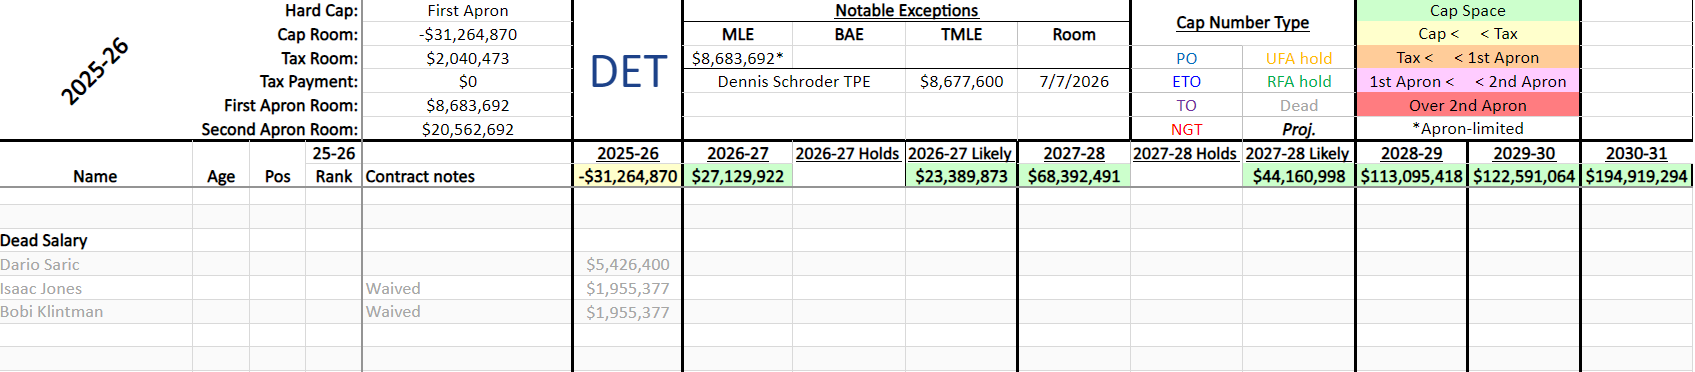 2025-26
Hard Cap: First Apron
Cap Room: -$31,264,870
Tax Room: $2,040,473
Tax Payment: $0
First Apron Room: $8,683,692
Second Apron Room: $20,562,692
DET
Notable Exceptions
MLE BAE TMLE Room
$8,683,692*
Dennis Schroder TPE $8,677,600 7/7/2026
Cap Number Type
PO UFA hold
ETO RFA hold
TO Dead
NGT Proj.
Cap Space
Cap < < Tax
Tax < < 1st Apron
1st Apron < < 2nd Apron
Over 2nd Apron
*Apron-limited
25-26 2025-26 2026-27 2026-27 Holds 2026-27 Likely 2027-28 2027-28 Holds 2027-28 Likely 2028-29 2029-30 2030-31
Name Age Pos Rank Contract notes -$31,264,870 $27,129,922 $23,389,873 $68,392,491 $44,160,998 $113,095,418 $122,591,064 $194,919,294
Dead Salary
Dario Saric $5,426,400
Isaac Jones Waived $1,955,377
Bobi Klintman Waived $1,955,377